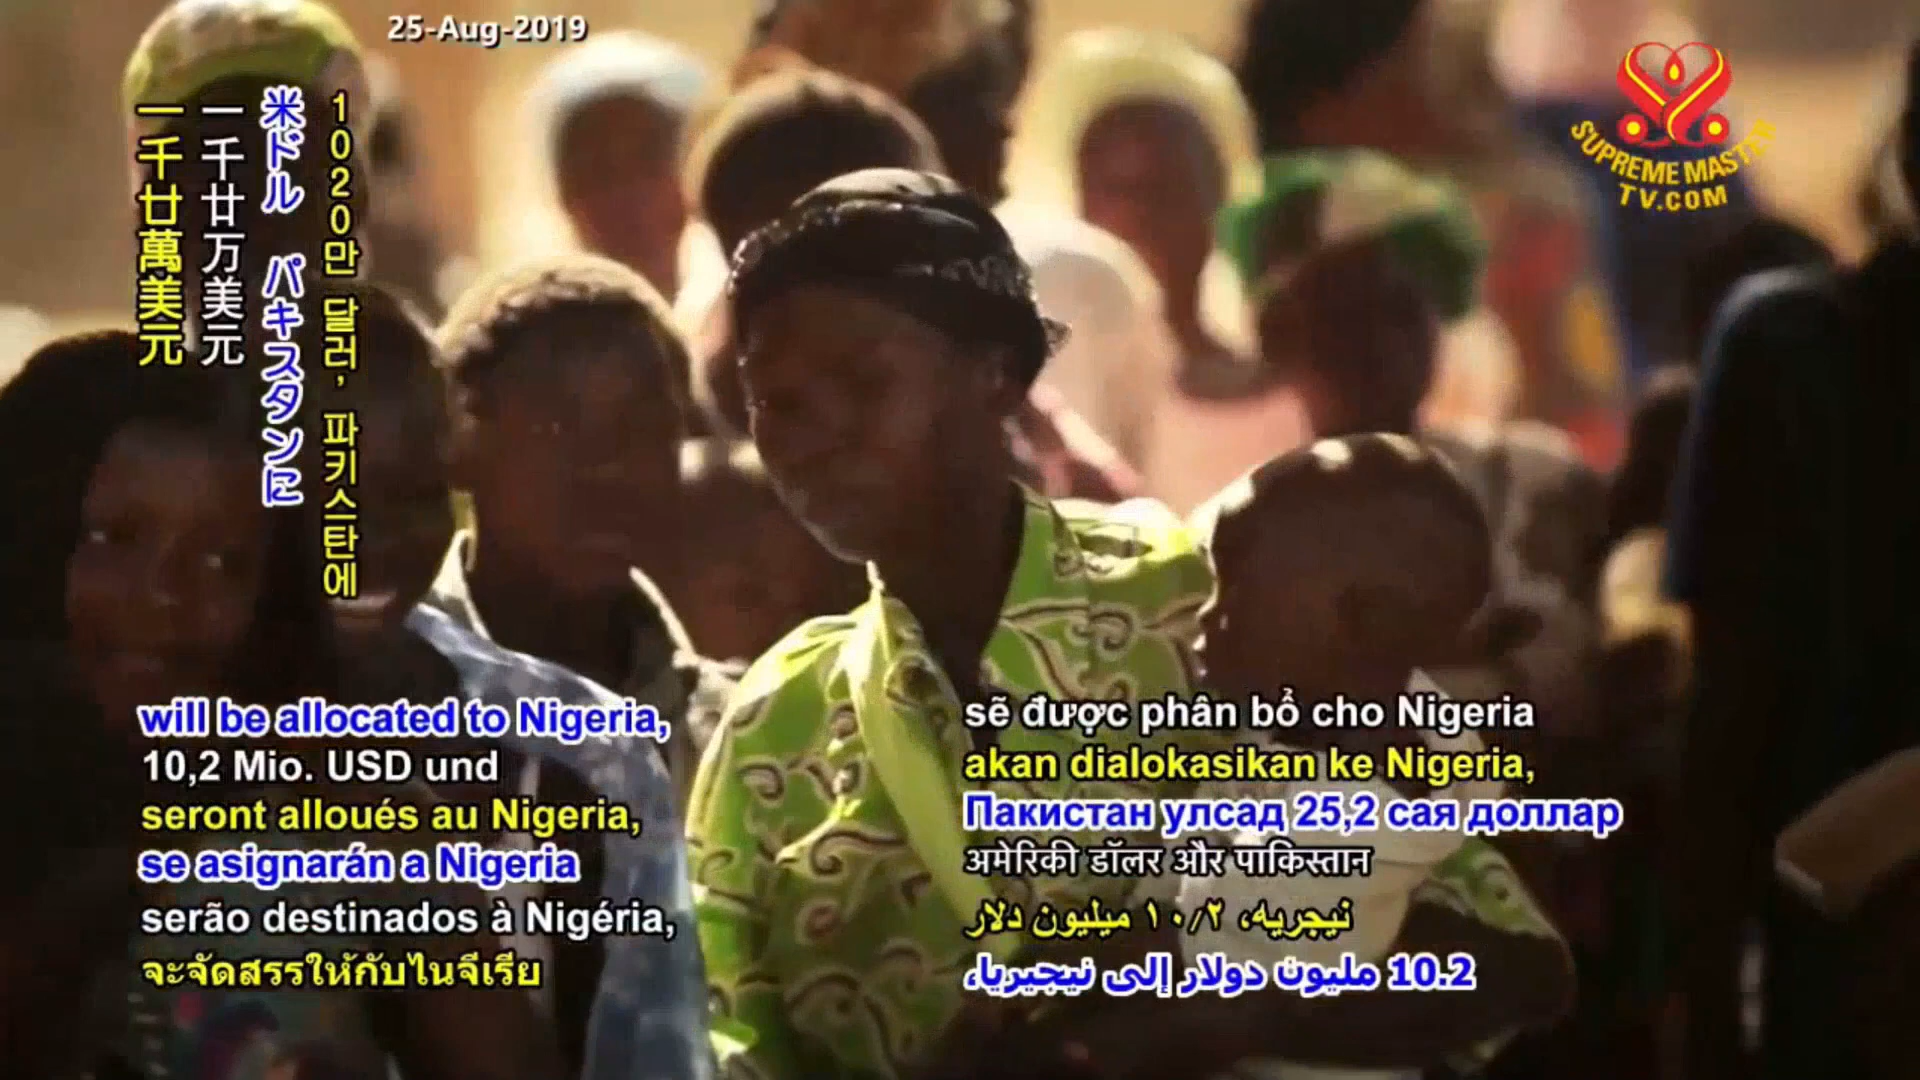 25-Aug-2019
SUPREME MASTER
TV.COM
一千廿萬美元
一千廿万美元
米ドル パキスタンに
1020만 달러, 파키스탄에
will be allocated to Nigeria,
10,2 Mio. USD und
seront alloués au Nigeria,
se asignarán a Nigeria
serão destinados à Nigéria,
จะจัดสรรให้กับไนจีเรีย
sẽ được phân bổ cho Nigeria
akan dialokasikan ke Nigeria,
Пакистан улсад 25,2 сая доллар
अमेरिकी डॉलर और पाकिस्तान
نیجریه، ۱۰٫۲ میلیون دلار
10.2 مليون دولار إلى نيجيريا،